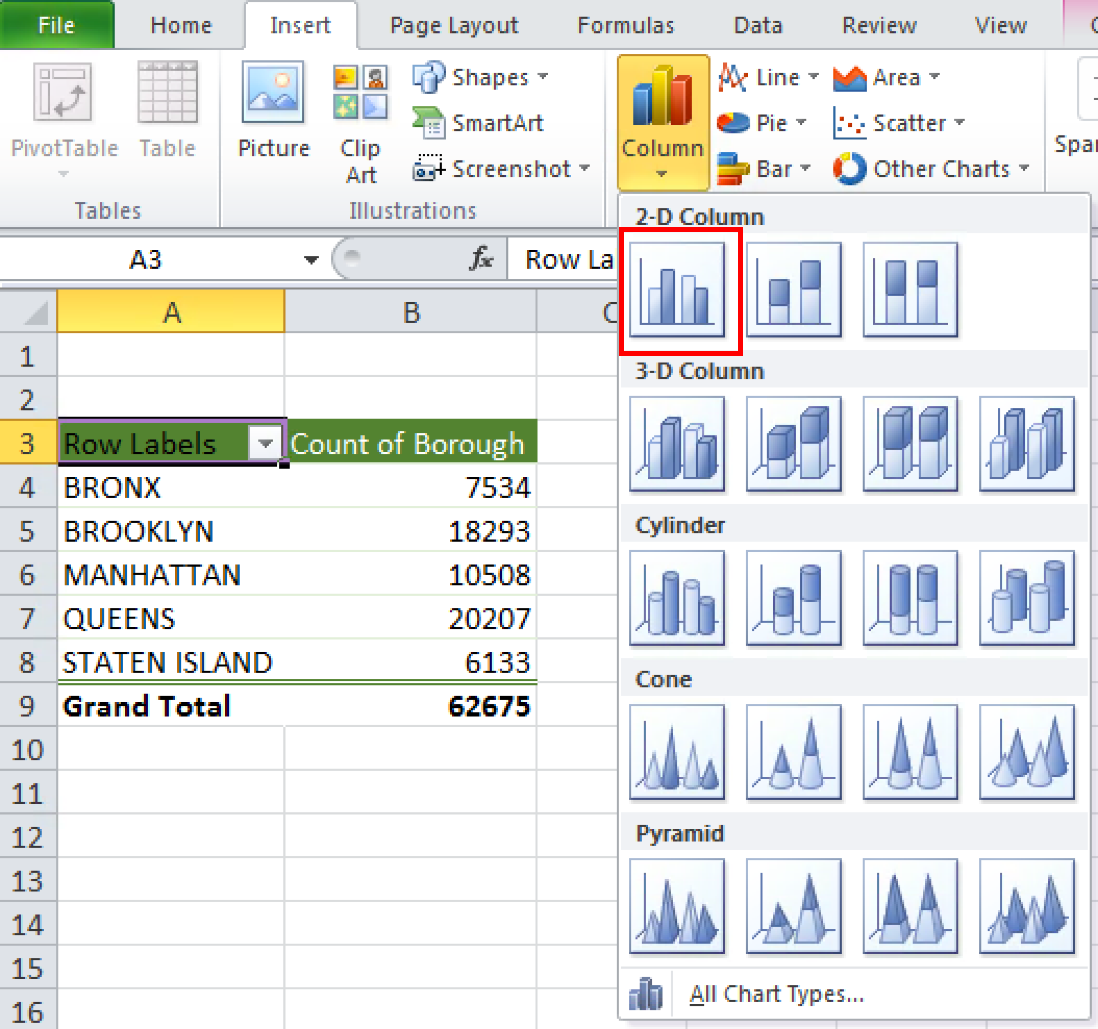 File Home Insert Page Layout Formulas Data Review View
PivotTable Table Picture Clip Art Shapes SmartArt Screenshot
Column Line Pie Bar Area Scatter Other Charts
Tables Illustrations
A3 fx Row La
2-D Column
A B C
1
2
3 Row Labels Count of Borough
4 BRONX 7534
5 BROOKLYN 18293
6 MANHATTAN 10508
7 QUEENS 20207
8 STATEN ISLAND 6133
9 Grand Total 62675
10
11
12
13
14
15
16
3-D Column
Cylinder
Cone
Pyramid
All Chart Types...